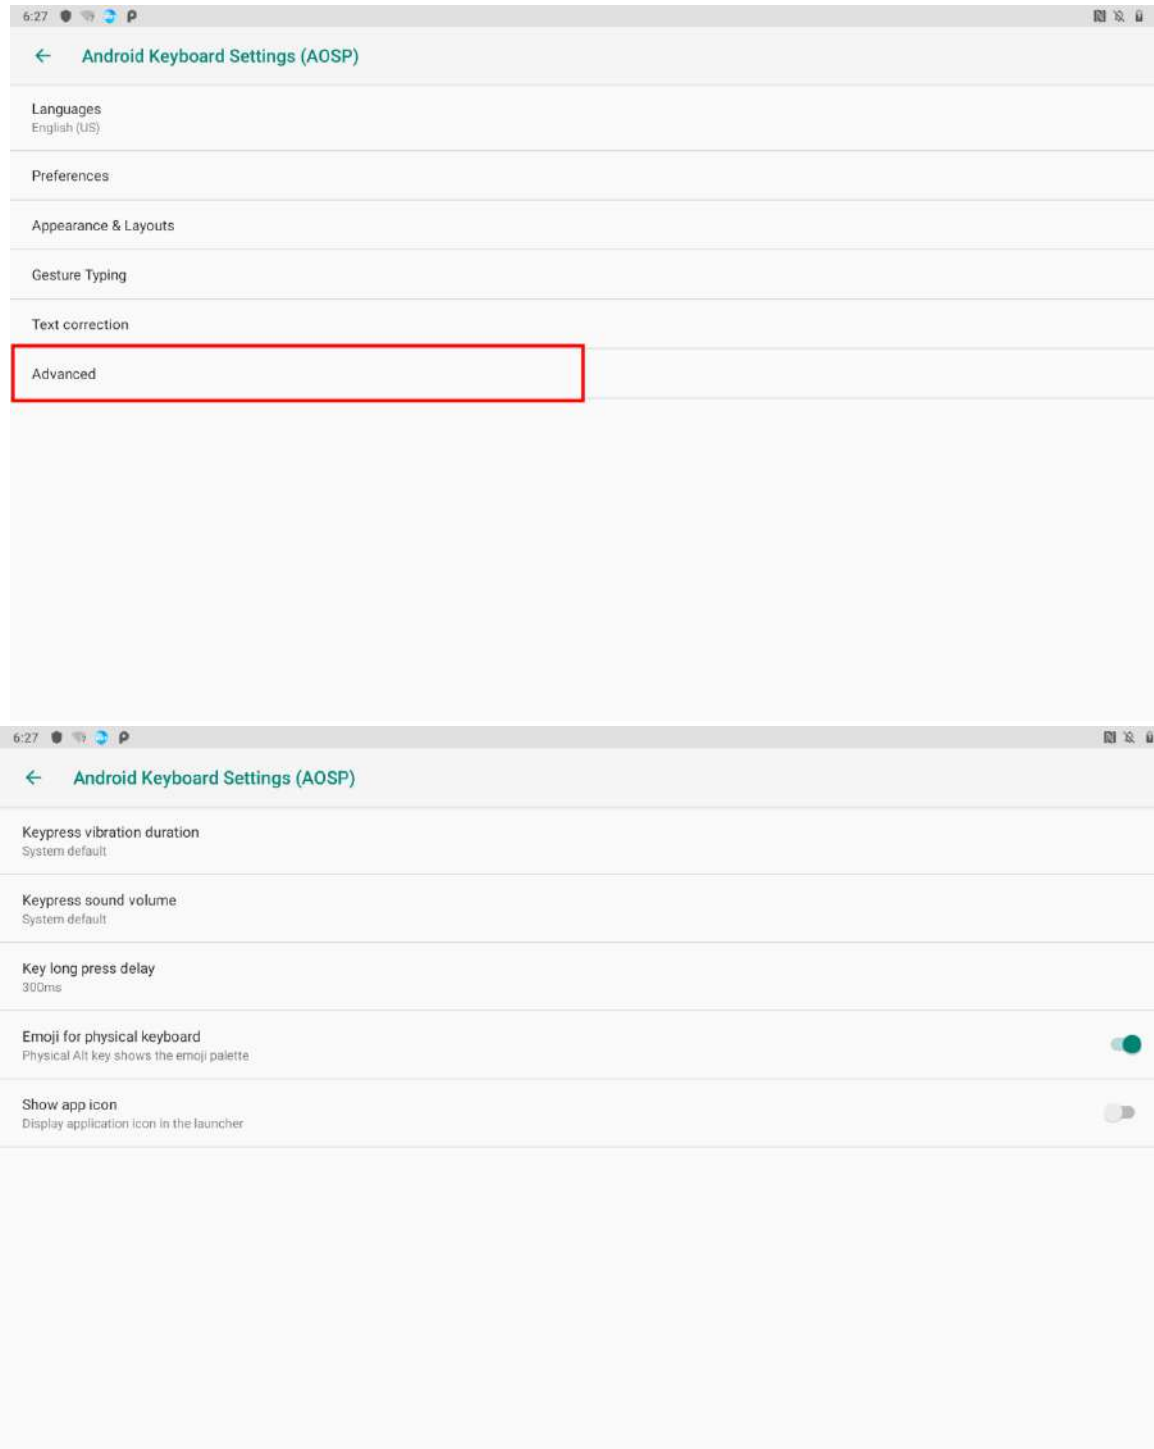 6:27
Android Keyboard Settings (AOSP)
Languages
English (US)
Preferences
Appearance & Layouts
Gesture Typing
Text correction
Advanced
6:27
Android Keyboard Settings (AOSP)
Keypress vibration duration
System default
Keypress sound volume
System default
Key long press delay
300ms
Emoji for physical keyboard
Physical Alt key shows the emoji palette
Show app icon
Display application icon in the launcher